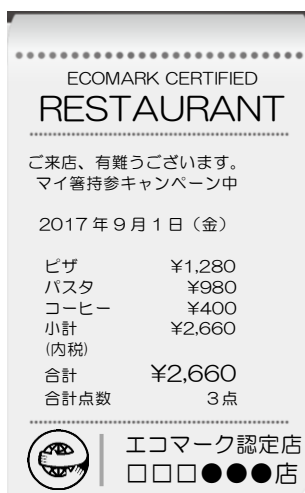 ECOMARK CERTIFIED
RESTAURANT
ご来店、有難うございます。
マイ箸持参キャンペーン中
2017年9月1日（金）
ピザ ¥1,280
パスタ ¥980
コーヒー ¥400
小計 ¥2,660
(内税)
合計 ¥2,660
合計点数 3点
エコマーク認定店
□□□●●●店